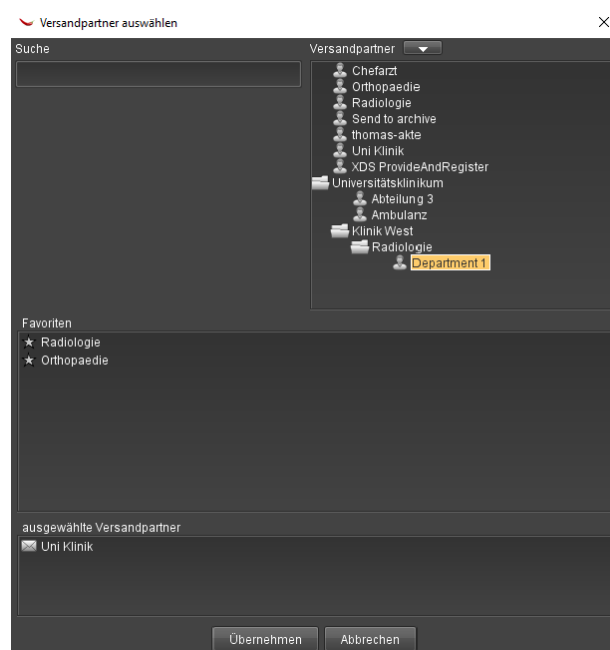 Versandpartner auswählen
Suche
Versandpartner
Chefarzt
Orthopaedie
Radiologie
Send to archive
thomas-akte
Uni Klinik
XDS ProvideAndRegister
Universitätsklinikum
Abteilung 3
Ambulanz
Klinik West
Radiologie
Department 1
Favoriten
Radiologie
Orthopaedie
ausgewählte Versandpartner
Uni Klinik
Übernehmen Abbrechen